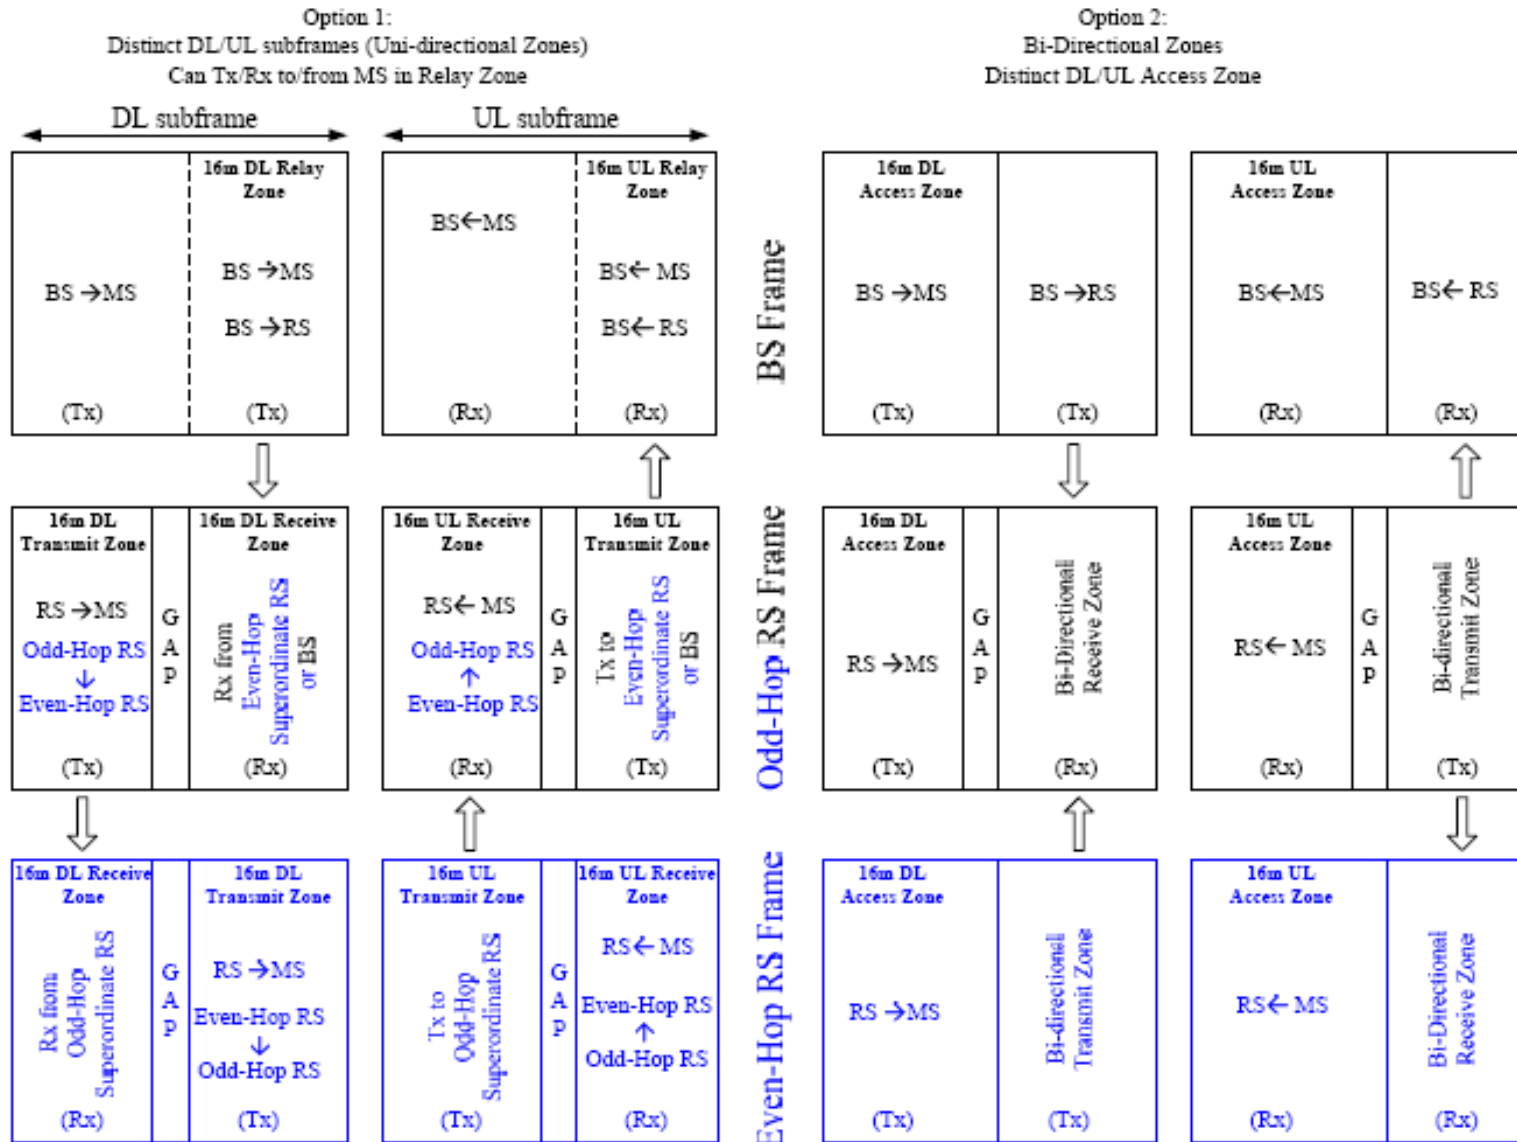 Option 1:
Distinct DL/UL subframes (Uni-directional Zones)
Can Tx/Rx to/from MS in Relay Zone
DL subframe
UL subframe
Option 2:
Bi-Directional Zones
Distinct DL/UL Access Zone
BS →MS
(Tx)
16m DL Relay
Zone
BS →MS
BS →RS
(Tx)
BS←MS
(Rx)
16m UL Relay
Zone
BS← MS
BS← RS
(Rx)
BS Frame
16m DL
Access Zone
BS →MS
(Tx)
BS →RS
(Tx)
16m UL
Access Zone
BS←MS
(Rx)
BS← RS
(Rx)
16m DL
Transmit Zone
RS →MS
Odd-Hop RS
↓
Even-Hop RS
(Tx)
G
A
P
16m DL Receive
Zone
Rx from
Even-Hop
Superordinate RS
or BS
(Rx)
16m UL Receive
Zone
RS← MS
Odd-Hop RS
↑
Even-Hop RS
(Rx)
G
A
P
16m UL
Transmit Zone
Tx to
Even-Hop
Superordinate RS
or BS
(Tx)
Odd-Hop RS Frame
16m DL
Access Zone
RS →MS
(Tx)
G
A
P
Bi-Directional
Receive Zone
(Rx)
16m UL
Access Zone
RS← MS
(Rx)
G
A
P
Bi-directional
Transmit Zone
(Tx)
16m DL Receive
Zone
Rx from
Odd-Hop
Superordinate RS
(Rx)
G
A
P
16m DL
Transmit Zone
RS →MS
Even-Hop RS
↓
Odd-Hop RS
(Tx)
16m UL
Transmit Zone
Tx to
Odd-Hop
Superordinate RS
(Tx)
G
A
P
16m UL Receive
Zone
RS← MS
Even-Hop RS
↑
Odd-Hop RS
(Rx)
Even-Hop RS Frame
16m DL
Access Zone
RS →MS
(Tx)
Bi-directional
Transmit Zone
(Tx)
16m UL
Access Zone
RS← MS
(Rx)
Bi-Directional
Receive Zone
(Rx)